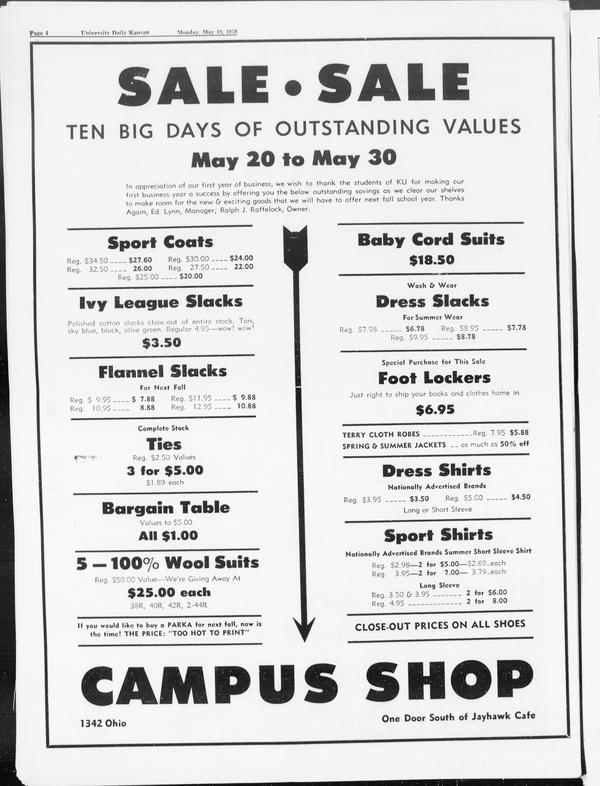 Page 4 University Daily Kansan Monday, May 19, 1958
SALE • SALE
TEN BIG DAYS OF OUTSTANDING VALUES
May 20 to May 30
In appreciation of our first year of business, we wish to thank the students of KU for making our
first business year a success by offering you the below outstanding savings as we clear our shelves
to make room for the new & exciting goods that we will have to offer next fall school year. Thanks
Again, Ed. Lynn, Manager; Ralph J. Raffelock, Owner.
Sport Coats
Reg. $34.50 ---- $27.60 Reg. $30.00 ---- $24.00
Reg. 32.50 ---- 26.00 Reg. 27.50 ---- 22.00
Reg. $25.00 ---- $20.00
Ivy League Slacks
Polished cotton slacks close-out of entire stock. Tan,
sky blue, black, olive green. Regular 4.95—wow! wow!
$3.50
Flannel Slacks
For Next Fall
Reg. $ 9.95 ---- $ 7.88 Reg. $11.95 ---- $ 9.88
Reg. 10.95 ---- 8.88 Reg. 12.95 ---- 10.88
Complete Stock
Ties
Reg. $2.50 Values
3 for $5.00
$1.89 each
Bargain Table
Values to $5.00
All $1.00
5 — 100% Wool Suits
Reg. $50.00 Value—We're Giving Away At
$25.00 each
38R, 40R, 42R, 2-44R
If you would like to buy a PARKA for next fall, now is
the time! THE PRICE: "TOO HOT TO PRINT"
Baby Cord Suits
$18.50
Wash & Wear
Dress Slacks
For Summer Wear
Reg. $7.98 ----- $6.78 Reg. $8.95 ----- $7.78
Reg. $9.95 ----- $8.78
Special Purchase for This Sale
Foot Lockers
Just right to ship your books and clothes home in.
$6.95
TERRY CLOTH ROBES ------------ Reg. 7.95 $5.88
SPRING & SUMMER JACKETS -- as much as 50% off
Dress Shirts
Nationally Advertised Brands
Reg. $3.95 ----- $3.50 Reg. $5.00 ----- $4.50
Long or Short Sleeve
Sport Shirts
Nationally Advertised Brands Summer Short Sleeve Shirt
Reg. $2.98—2 for $5.00—$2.69 each
Reg. 3.95—2 for 7.00— 3.79 each
Long Sleeve
Reg. 3.50 & 3.95 -------- 2 for $6.00
Reg. 4.95 ------------ 2 for 8.00
CLOSE-OUT PRICES ON ALL SHOES
CAMPUS SHOP
1342 Ohio One Door South of Jayhawk Cafe